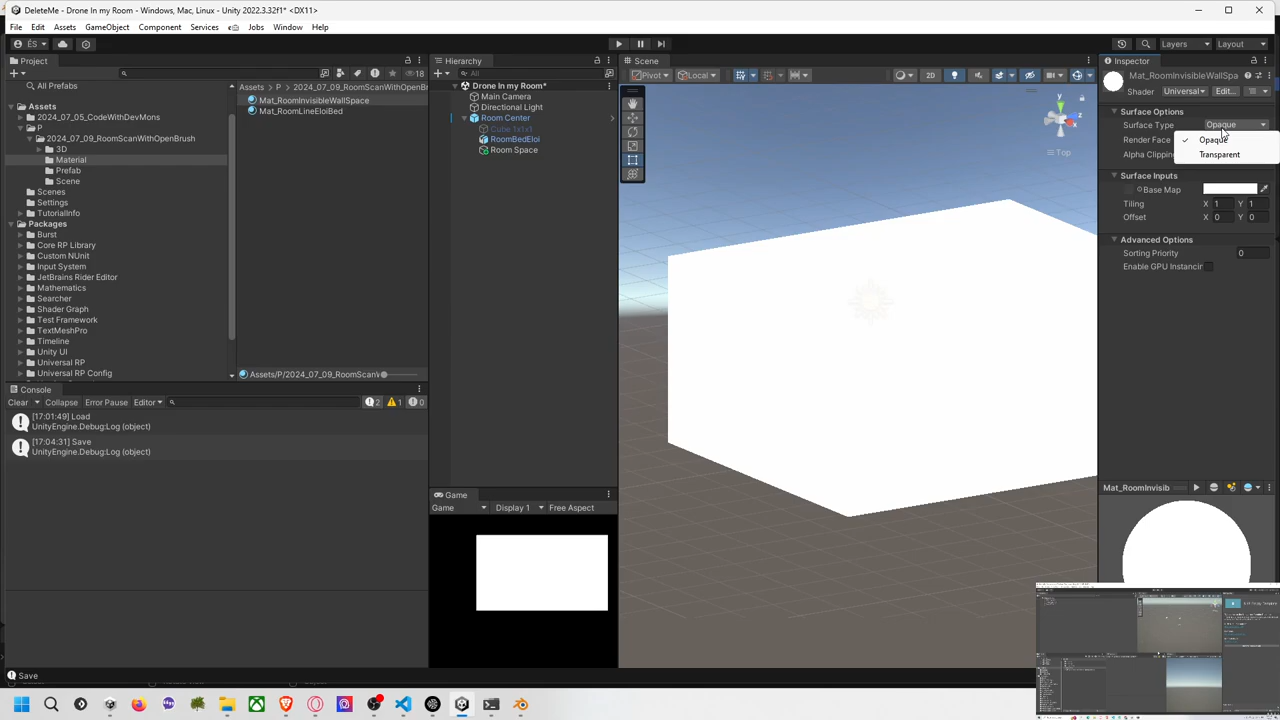 DeleteMe - Drone In my Room - Windows, Mac, Linux - Unity 2022.3.32f1* <DX11>
File Edit Assets GameObject Component Services Jobs Window Help
ÉS
Layers Layout
Project
18
All Prefabs
Assets
2024_07_05_CodeWithDevMons
P
2024_07_09_RoomScanWithOpenBrush
3D
Material
Prefab
Scene
Scenes
Settings
TutorialInfo
Packages
Burst
Core RP Library
Custom NUnit
Input System
JetBrains Rider Editor
Mathematics
Searcher
Shader Graph
Test Framework
TextMeshPro
Timeline
Unity UI
Universal RP
Universal RP Config
Assets > P > 2024_07_09_RoomScanWithOpenBr
Mat_RoomInvisibleWallSpace
Mat_RoomLineEloiBed
Assets/P/2024_07_09_RoomScanW
Hierarchy
All
Drone In my Room*
Main Camera
Directional Light
Room Center
Cube 1x1x1
RoomBedEloi
Room Space
Scene
Pivot Local
2D
y
x
Top
Inspector
Mat_RoomInvisibleWallSpa
Shader Universal Edit...
Surface Options
Surface Type Opaque
Render Face
Opaque
Alpha Clipping
Transparent
Surface Inputs
Base Map
Tiling X 1 Y 1
Offset X 0 Y 0
Advanced Options
Sorting Priority 0
Enable GPU Instancin
Mat_RoomInvisib
Console
Clear Collapse Error Pause Editor
2 1 0
[17:01:49] Load
UnityEngine.Debug:Log (object)
[17:04:31] Save
UnityEngine.Debug:Log (object)
Game
Game Display 1 Free Aspect
Save